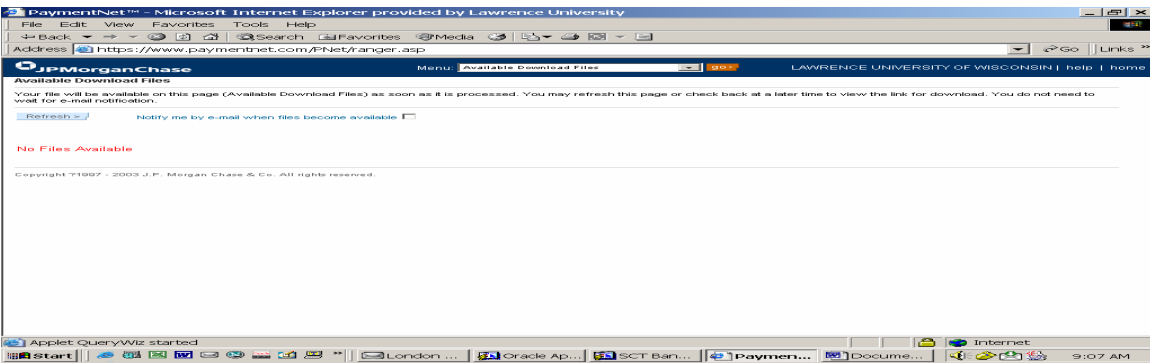 PaymentNet™ - Microsoft Internet Explorer provided by Lawrence University
File Edit View Favorites Tools Help
Back Search Favorites Media
Address https://www.paymentnet.com/PNet/ranger.asp Go Links »
JPMorganChase Menu: Available Download Files go> LAWRENCE UNIVERSITY OF WISCONSIN | help | home
Available Download Files
Your file will be available on this page (Available Download Files) as soon as it is processed. You may refresh this page or check back at a later time to view the link for download. You do not need to
wait for e-mail notification.
Refresh > Notify me by e-mail when files become available
No Files Available
Copyright ?1997 - 2003 J.P. Morgan Chase & Co. All rights reserved.
Applet QueryWiz started Internet
Start » London ... Oracle Ap... SCT Ban... Paymen... Docume... 9:07 AM